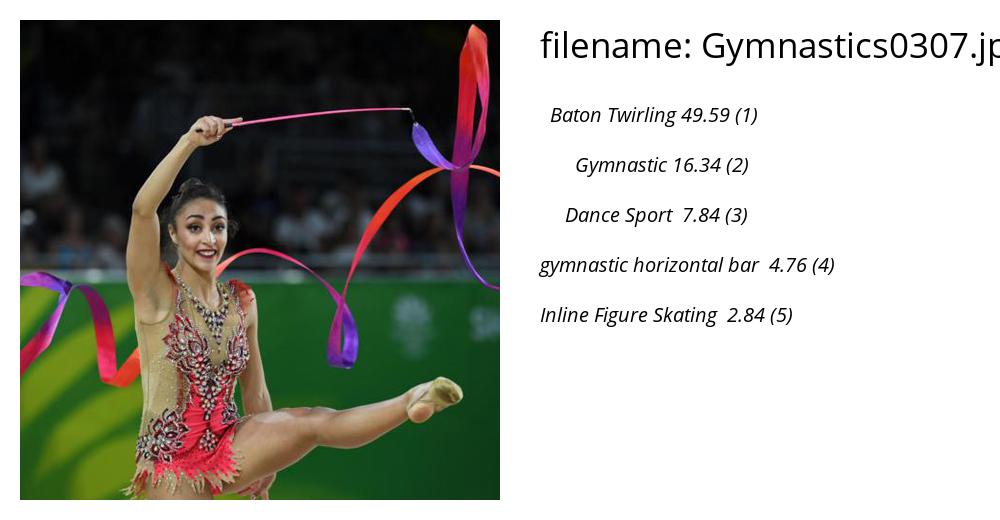 filename: Gymnastics0307.jp
Baton Twirling 49.59 (1)
Gymnastic 16.34 (2)
Dance Sport 7.84 (3)
gymnastic horizontal bar 4.76 (4)
Inline Figure Skating 2.84 (5)